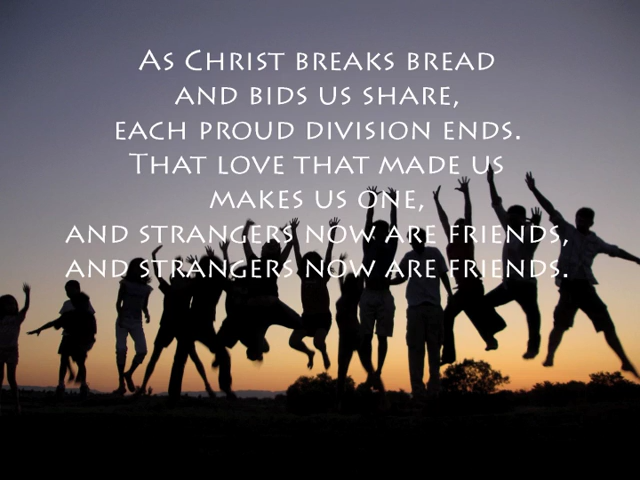 As Christ breaks bread
and bids us share,
each proud division ends.
That love that made us
makes us one,
and strangers now are friends,
and strangers now are friends.